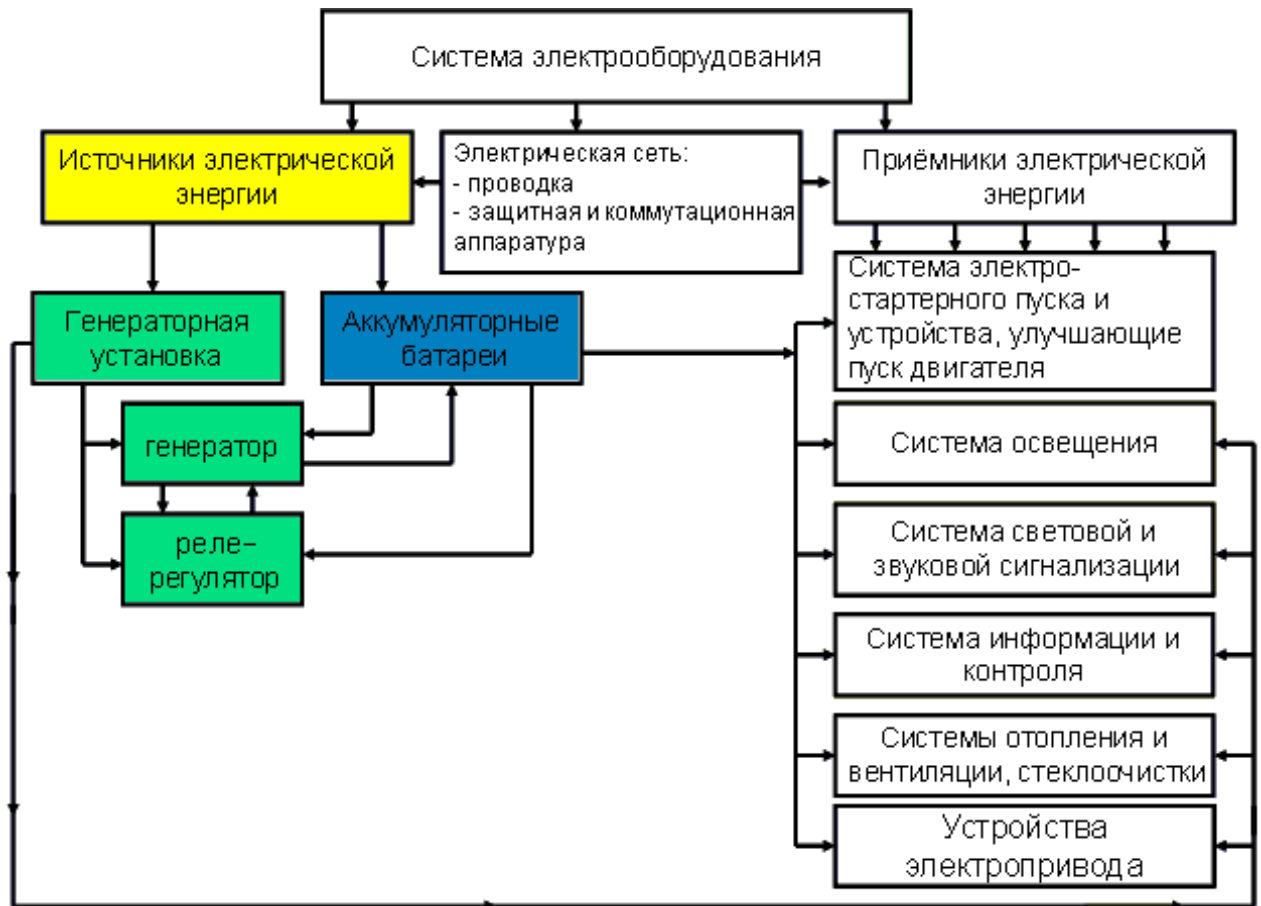 Система электрооборудования
Источники электрической
энергии
Электрическая сеть:
- проводка
- защитная и коммутационная
аппаратура
Приёмники электрической
энергии
Генераторная
установка
Аккумуляторные
батареи
генератор
реле-
регулятор
Система электро-
стартерного пуска и
устройства, улучшающие
пуск двигателя
Система освещения
Система световой и
звуковой сигнализации
Система информации и
контроля
Системы отопления и
вентиляции, стеклоочистки
Устройства
электропривода